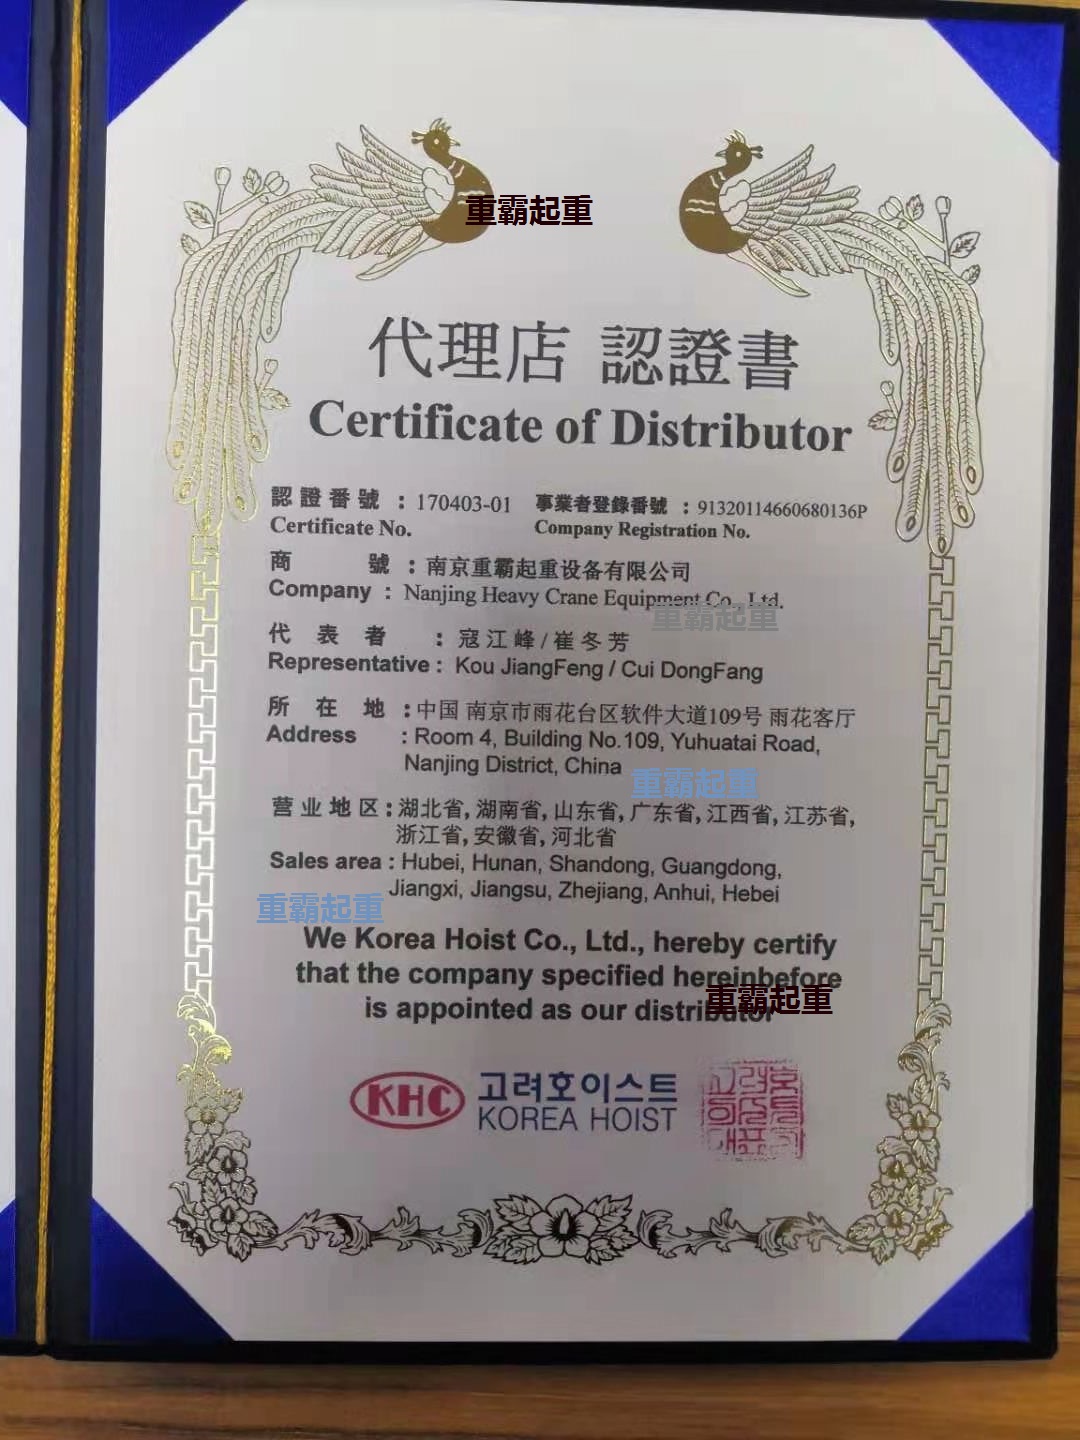 重霸起重
代理店 認證書
Certificate of Distributor
認證番號 : 170403-01 事業者登錄番號 : 91320114660680136P
Certificate No. Company Registration No.
商 號 : 南京重霸起重设备有限公司
Company : Nanjing Heavy Crane Equipment Co., Ltd.
重霸起重
代 表 者 : 寇江峰/崔冬芳
Representative : Kou JiangFeng / Cui DongFang
所 在 地 : 中国 南京市雨花台区软件大道109号 雨花客厅
Address : Room 4, Building No.109, Yuhuatai Road,
Nanjing District, China
重霸起重
营业地区 : 湖北省, 湖南省, 山东省, 广东省, 江西省, 江苏省,
浙江省, 安徽省, 河北省
Sales area : Hubei, Hunan, Shandong, Guangdong,
Jiangxi, Jiangsu, Zhejiang, Anhui, Hebei
重霸起重
We Korea Hoist Co., Ltd., hereby certify
that the company specified hereinbefore
is appointed as our distributor
重霸起重
KHC 고려호이스트
KOREA HOIST